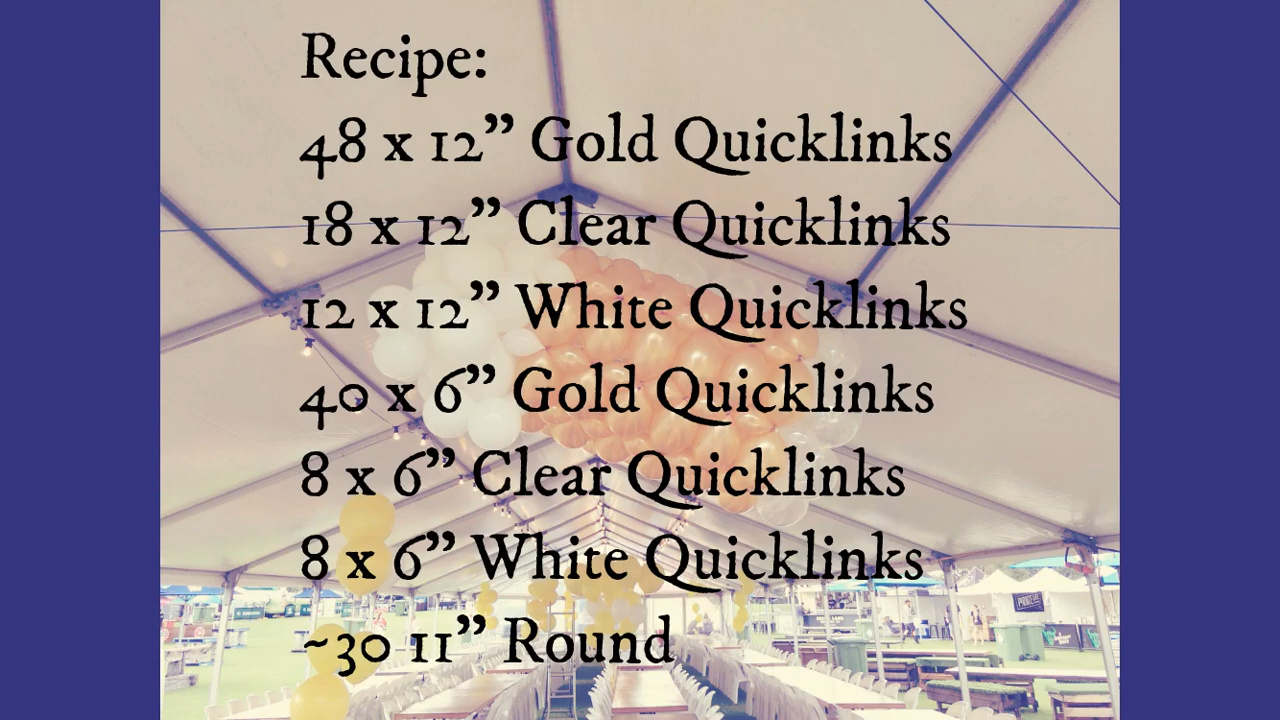 Recipe:
48 x 12” Gold Quicklinks
18 x 12” Clear Quicklinks
12 x 12” White Quicklinks
40 x 6” Gold Quicklinks
8 x 6” Clear Quicklinks
8 x 6” White Quicklinks
~30 11” Round